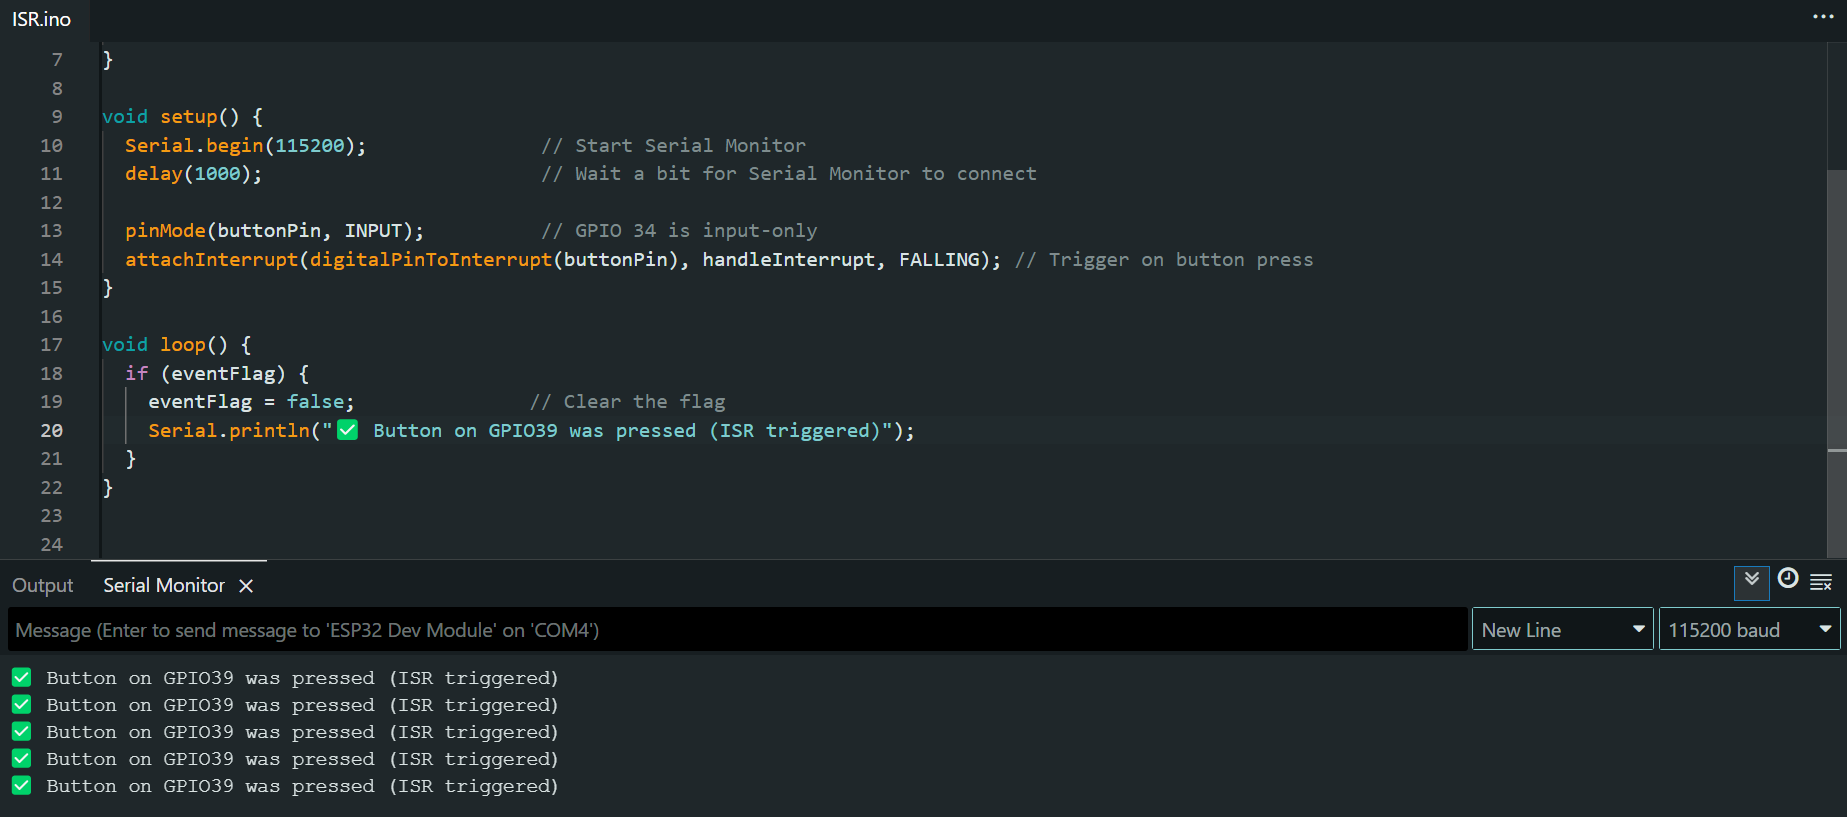 ISR.ino
7 }
8
9 void setup() {
10   Serial.begin(115200);               // Start Serial Monitor
11   delay(1000);                        // Wait a bit for Serial Monitor to connect
12
13   pinMode(buttonPin, INPUT);          // GPIO 34 is input-only
14   attachInterrupt(digitalPinToInterrupt(buttonPin), handleInterrupt, FALLING); // Trigger on button press
15 }
16
17 void loop() {
18   if (eventFlag) {
19     eventFlag = false;               // Clear the flag
20     Serial.println("✅ Button on GPIO39 was pressed (ISR triggered)");
21   }
22 }
23
24
Output Serial Monitor
Message (Enter to send message to 'ESP32 Dev Module' on 'COM4') New Line 115200 baud
✅ Button on GPIO39 was pressed (ISR triggered)
✅ Button on GPIO39 was pressed (ISR triggered)
✅ Button on GPIO39 was pressed (ISR triggered)
✅ Button on GPIO39 was pressed (ISR triggered)
✅ Button on GPIO39 was pressed (ISR triggered)